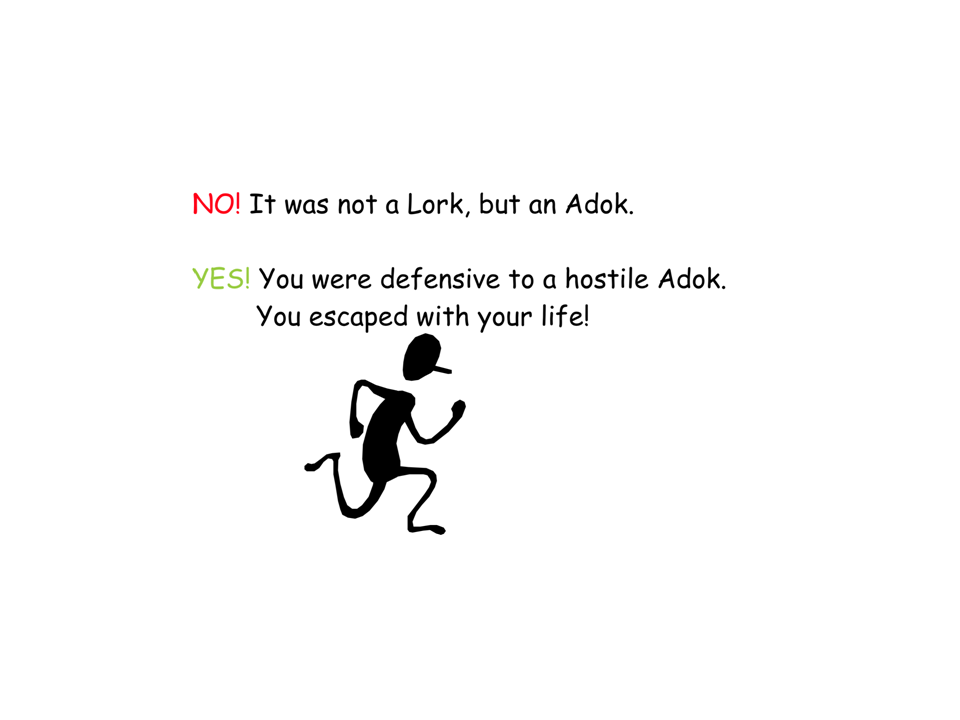 NO! It was not a Lork, but an Adok.
YES! You were defensive to a hostile Adok.
You escaped with your life!